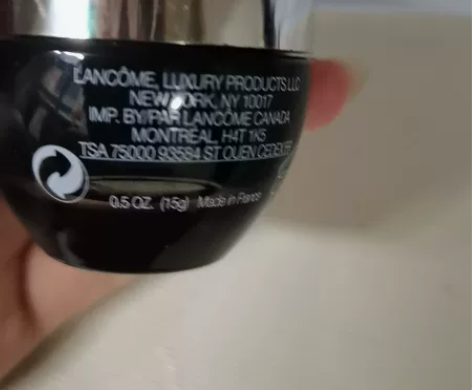 LANCÔME, LUXURY PRODUCTS LLC
NEW YORK, NY 10017
IMP. BY/PAR LANCÔME CANADA
MONTREAL, H4T 1K5
TSA 75000 93584 ST OUEN CEDEX
0.5 OZ. (15g) Made in France